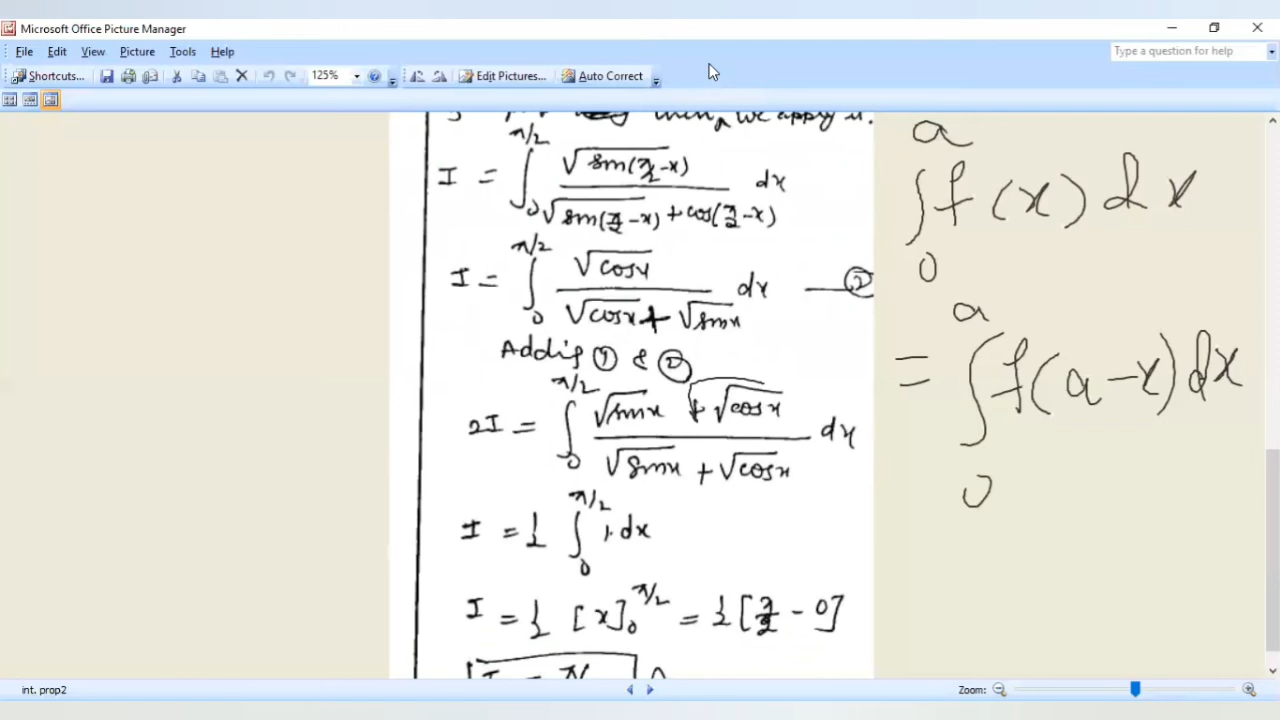 Microsoft Office Picture Manager
File Edit View Picture Tools Help
Type a question for help
Shortcuts... 125% Edit Pictures... Auto Correct
then, we apply it.
I = ∫₀^π/2 √sin(π/2-x) / √sin(π/2-x) + cos(π/2-x) dx
I = ∫₀^π/2 √cosx / √cosx + √sinx dx — ②
Adding ① & ②
2I = ∫₀^π/2 √sinx + √cosx / √sinx + √cosx dx
I = 1/2 ∫₀^π/2 1. dx
I = 1/2 [x]₀^π/2 = 1/2 [π/2 - 0]
∫₀^a f(x) dx
= ∫₀^a f(a-x) dx
int. prop2
Zoom: